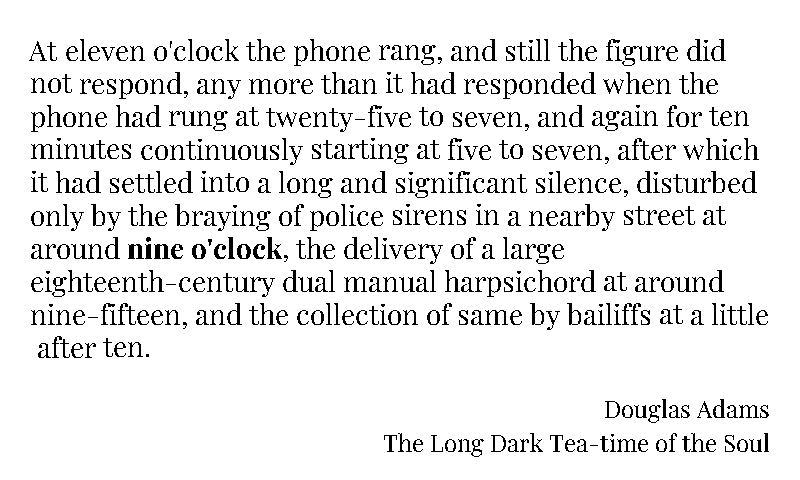 At eleven o'clock the phone rang, and still the figure did
not respond, any more than it had responded when the
phone had rung at twenty-five to seven, and again for ten
minutes continuously starting at five to seven, after which
it had settled into a long and significant silence, disturbed
only by the braying of police sirens in a nearby street at
around nine o'clock, the delivery of a large
eighteenth-century dual manual harpsichord at around
nine-fifteen, and the collection of same by bailiffs at a little
after ten.
Douglas Adams
The Long Dark Tea-time of the Soul